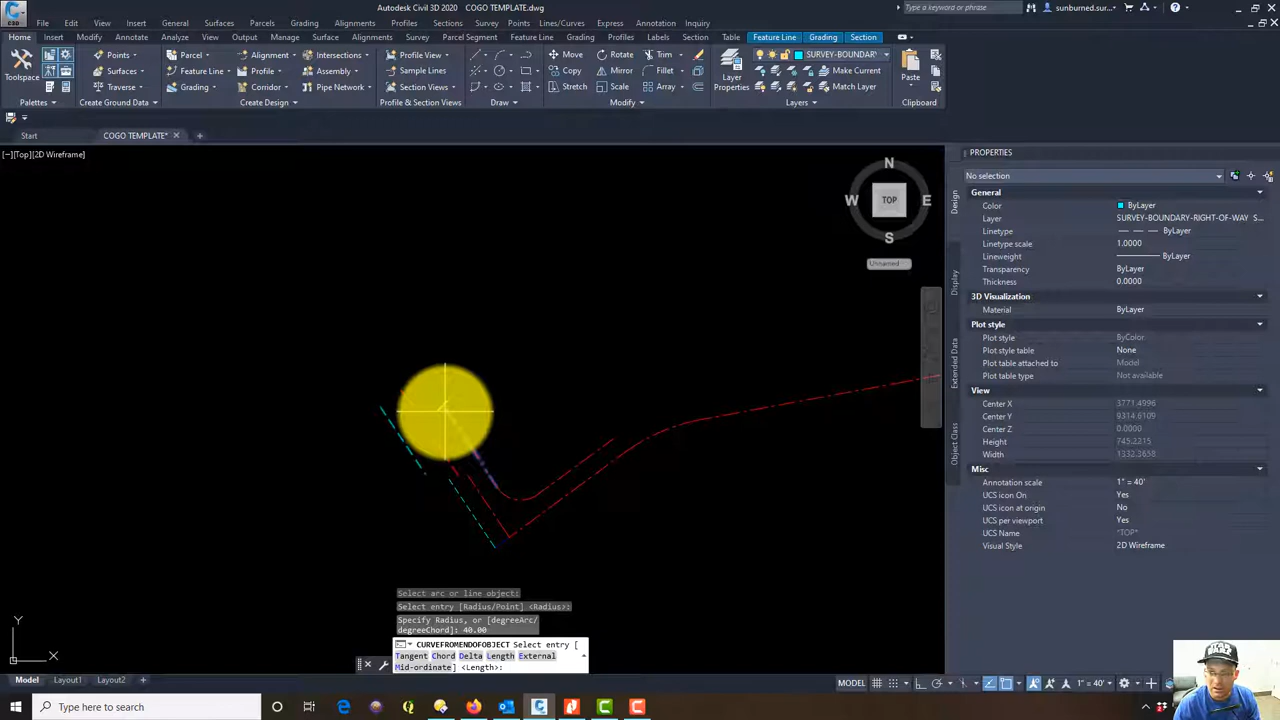 Autodesk Civil 3D 2020 COGO TEMPLATE.dwg
Type a keyword or phrase
sunburned.sur...
File Edit View Insert General Survey Points Surfaces Lines/Curves Parcels Grading Alignments Profiles Corridors Sections Pipes Modify Window Express
Home Insert Annotate Modify Analyze View Output Manage Surface Alignments Survey Parcel Segment Feature Line Grading Profiles Labels Section Table Feature Line Grading Section
Toolspace
Points
Surfaces
Traverse
Feature Line
Grading
Alignment
Profile
Corridor
Intersections
Assembly
Pipe Network
Profile View
Sample Lines
Section Views
Move Rotate Trim
Copy Mirror Fillet
Stretch Scale Array
Layer Properties
SURVEY-BOUNDARY
Make Current
Match Layer
Paste
Palettes Create Ground Data Create Design Profile & Section Views Draw Modify Layers Clipboard
Start COGO TEMPLATE*
[−][Top][2D Wireframe]
N
W TOP E
S
Unnamed
PROPERTIES
No selection
General
Color ByLayer
Layer SURVEY-BOUNDARY-RIGHT-OF-WAY S...
Linetype ByLayer
Linetype scale 1.0000
Lineweight ByLayer
Transparency ByLayer
Thickness 0.0000
3D Visualization
Material ByLayer
Plot style
Plot style ByColor
Plot style table None
Plot table attached to Model
Plot table type Not available
View
Center X 3771.4996
Center Y 9314.6109
Center Z 0.0000
Height 745.2215
Width 1332.3658
Misc
Annotation scale 1" = 40'
UCS icon On Yes
UCS icon at origin No
UCS per viewport Yes
UCS Name "TOP"
Visual Style 2D Wireframe
Design
Display
Extended Data
Object Class
Select arc or line object:
Select entry [Radius/Point] <Radius>:
Specify Radius, or [degreeArc/
degreeChord]: 40.00
CURVEFROMENDOFOBJECT Select entry [
Tangent Chord Delta Length External
Mid-ordinate] <Length>:
Y
X
Model Layout1 Layout2
MODEL
1" = 40'
Type here to search